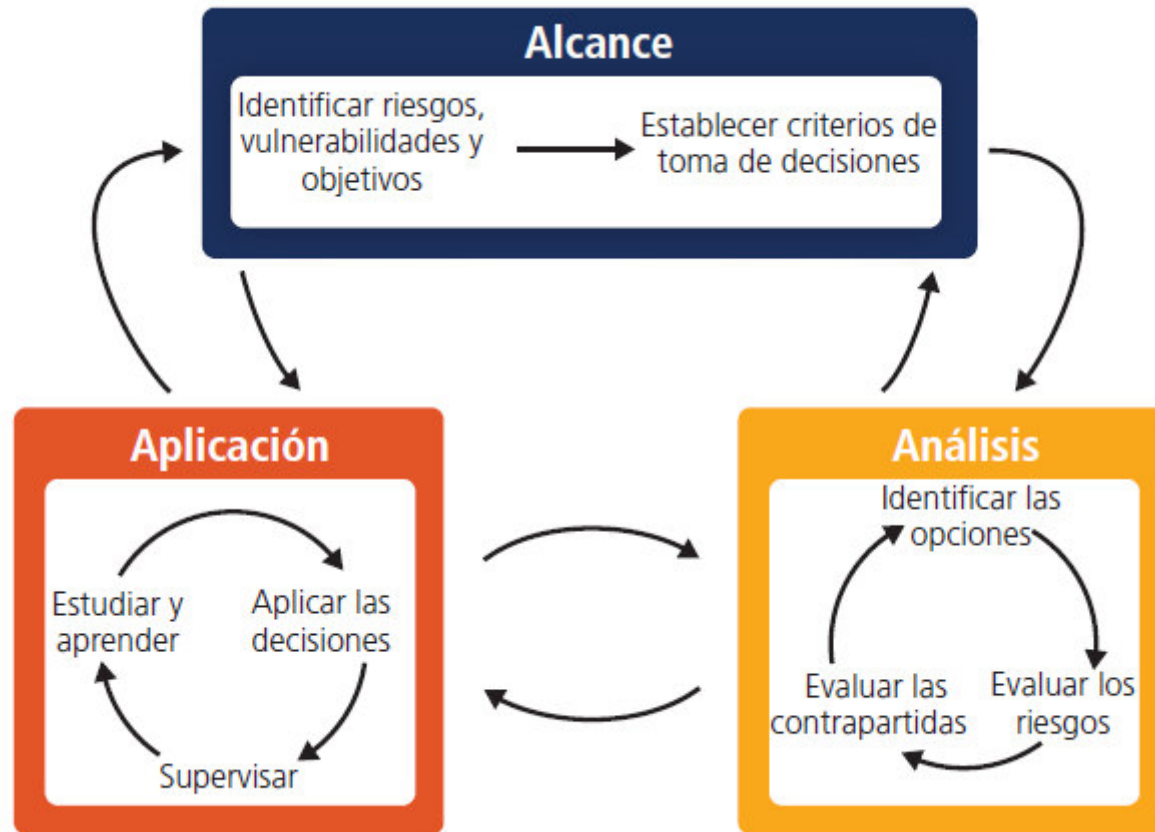 Alcance
Identificar riesgos,
vulnerabilidades y
objetivos
Establecer criterios de
toma de decisiones
Aplicación
Estudiar y
aprender
Aplicar las
decisiones
Supervisar
Análisis
Identificar las
opciones
Evaluar las
contrapartidas
Evaluar los
riesgos